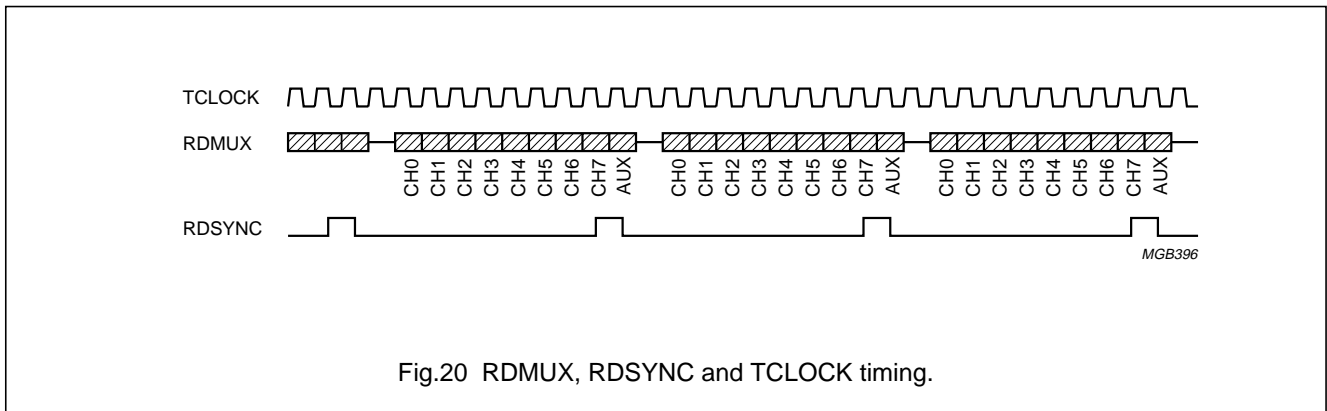 TCLOCK
RDMUX
CH0 CH1 CH2 CH3 CH4 CH5 CH6 CH7 AUX CH0 CH1 CH2 CH3 CH4 CH5 CH6 CH7 AUX CH0 CH1 CH2 CH3 CH4 CH5 CH6 CH7 AUX
RDSYNC
MGB396
Fig.20 RDMUX, RDSYNC and TCLOCK timing.